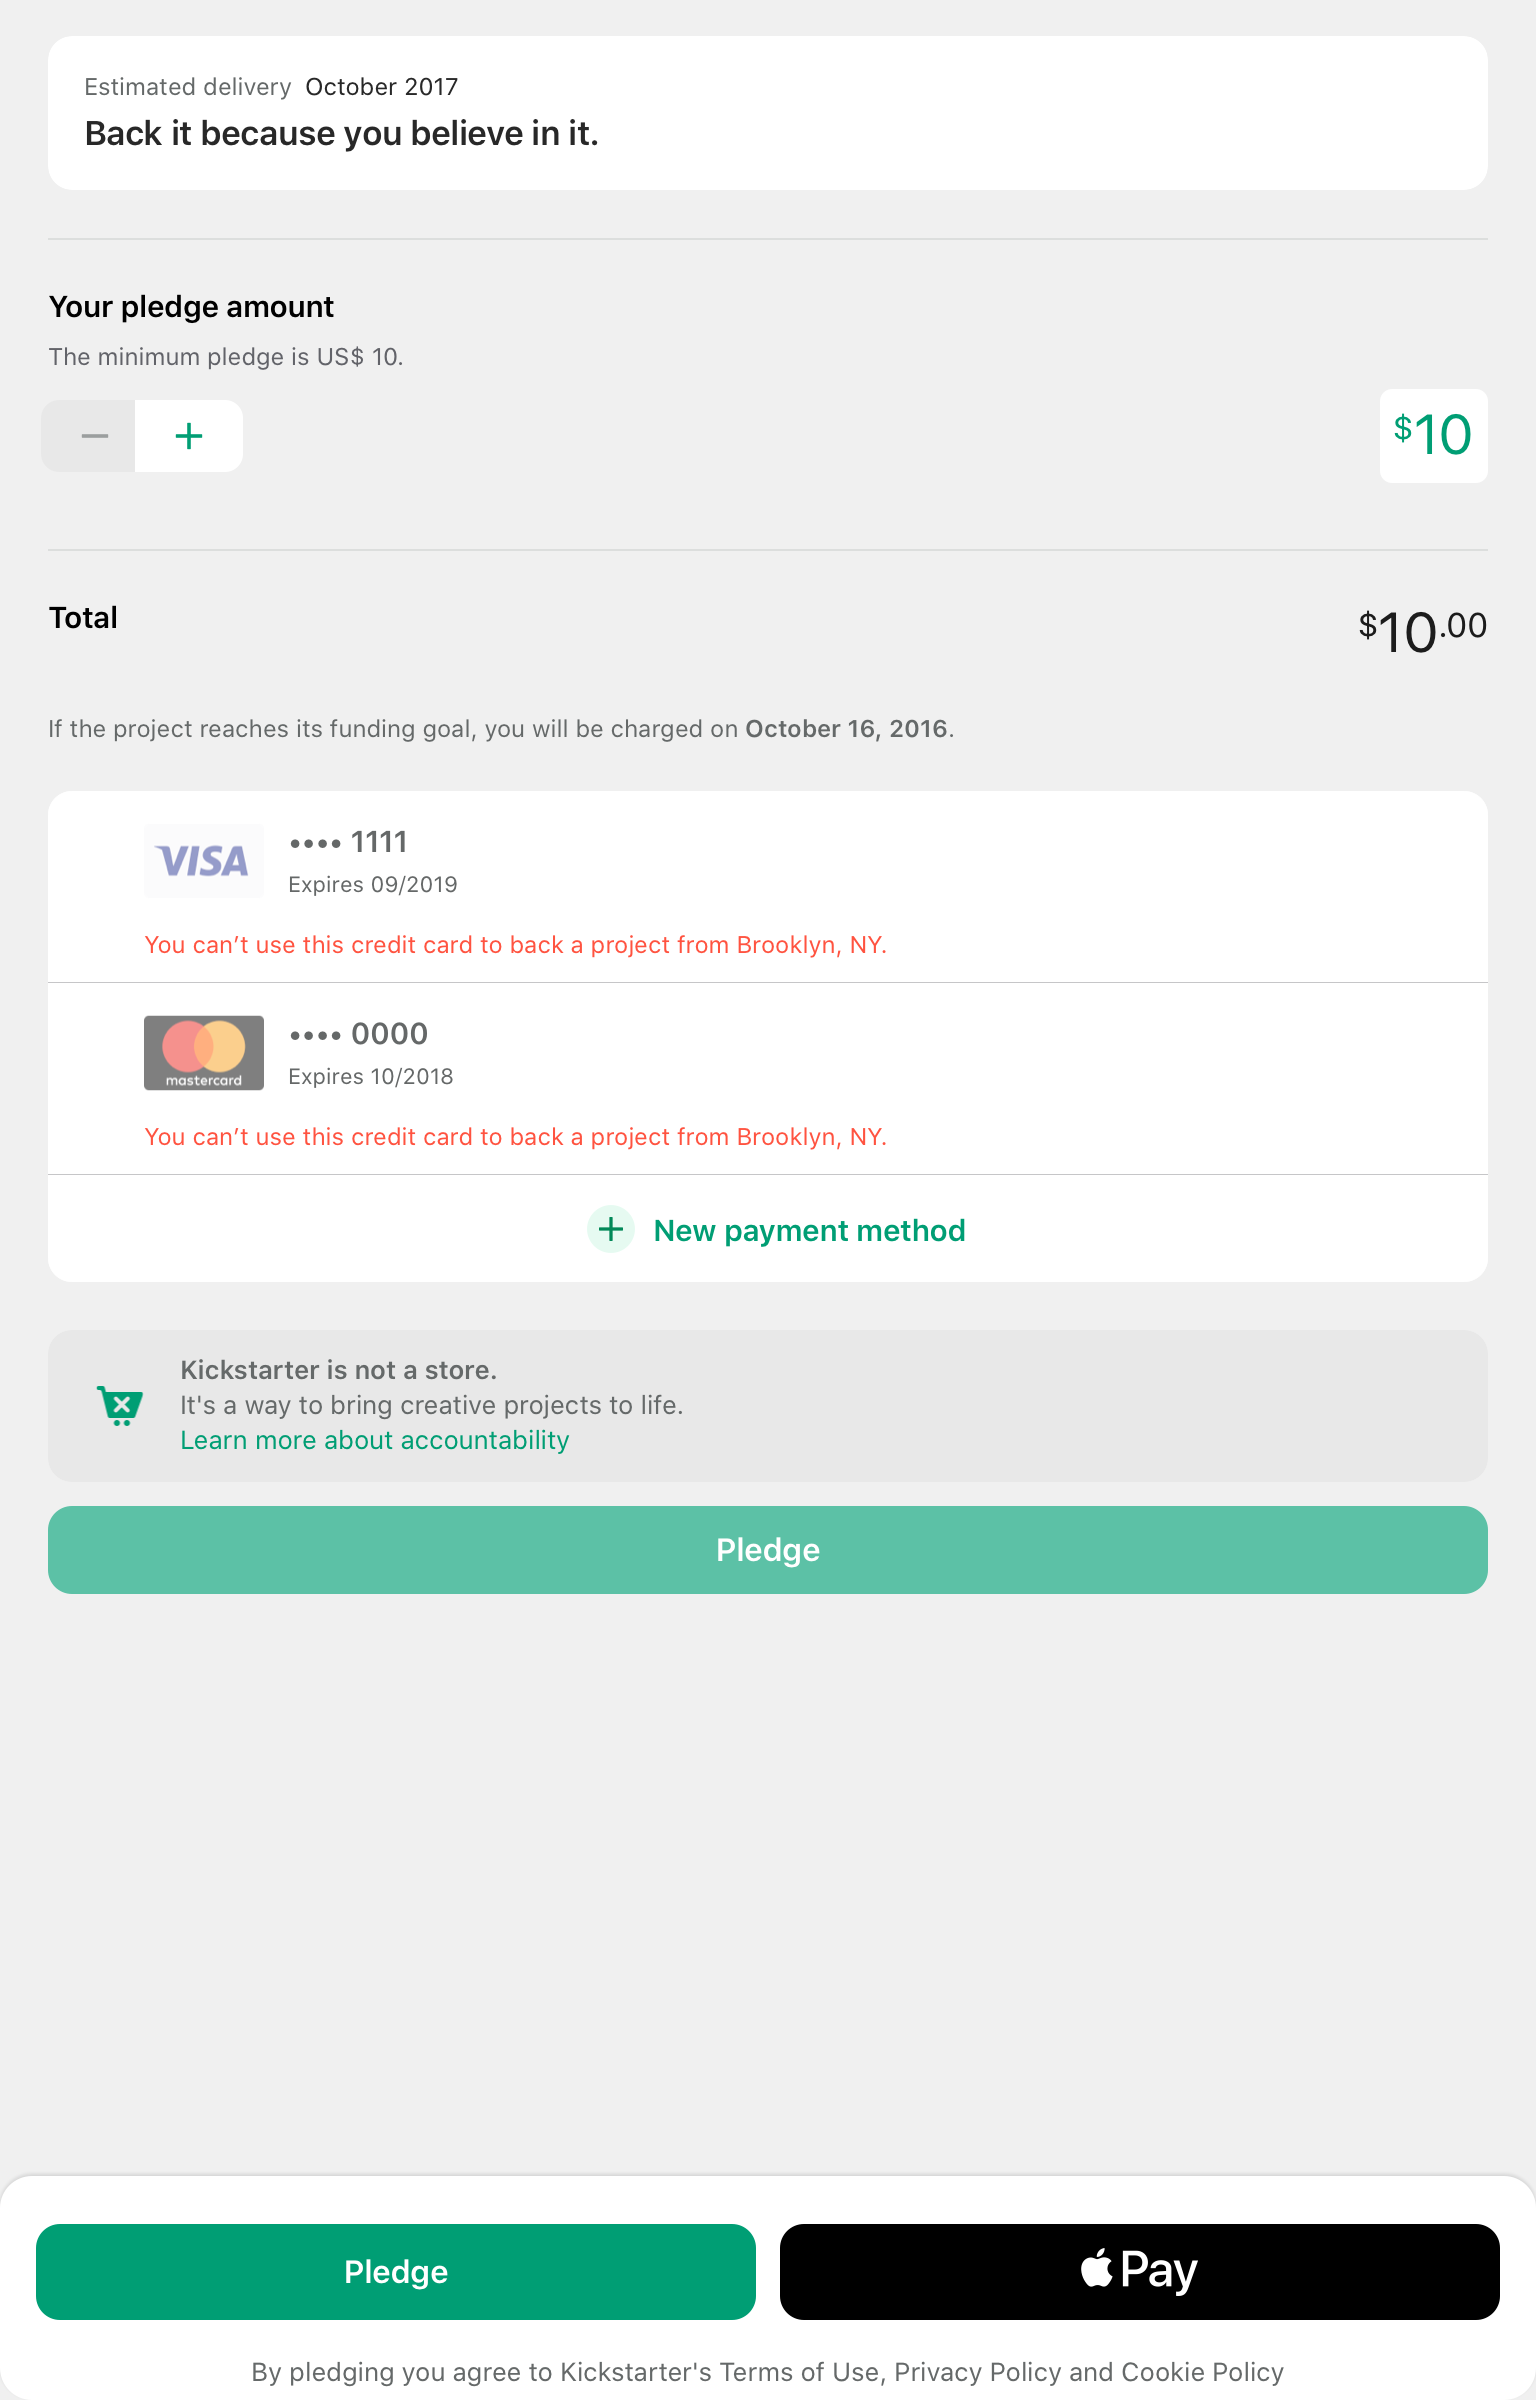 Estimated delivery October 2017
Back it because you believe in it.
Your pledge amount
The minimum pledge is US$ 10.
$10
Total
$10.00
If the project reaches its funding goal, you will be charged on October 16, 2016.
VISA
•••• 1111
Expires 09/2019
You can’t use this credit card to back a project from Brooklyn, NY.
mastercard
•••• 0000
Expires 10/2018
You can’t use this credit card to back a project from Brooklyn, NY.
New payment method
Kickstarter is not a store.
It's a way to bring creative projects to life.
Learn more about accountability
Pledge
Pledge
Pay
By pledging you agree to Kickstarter's Terms of Use, Privacy Policy and Cookie Policy